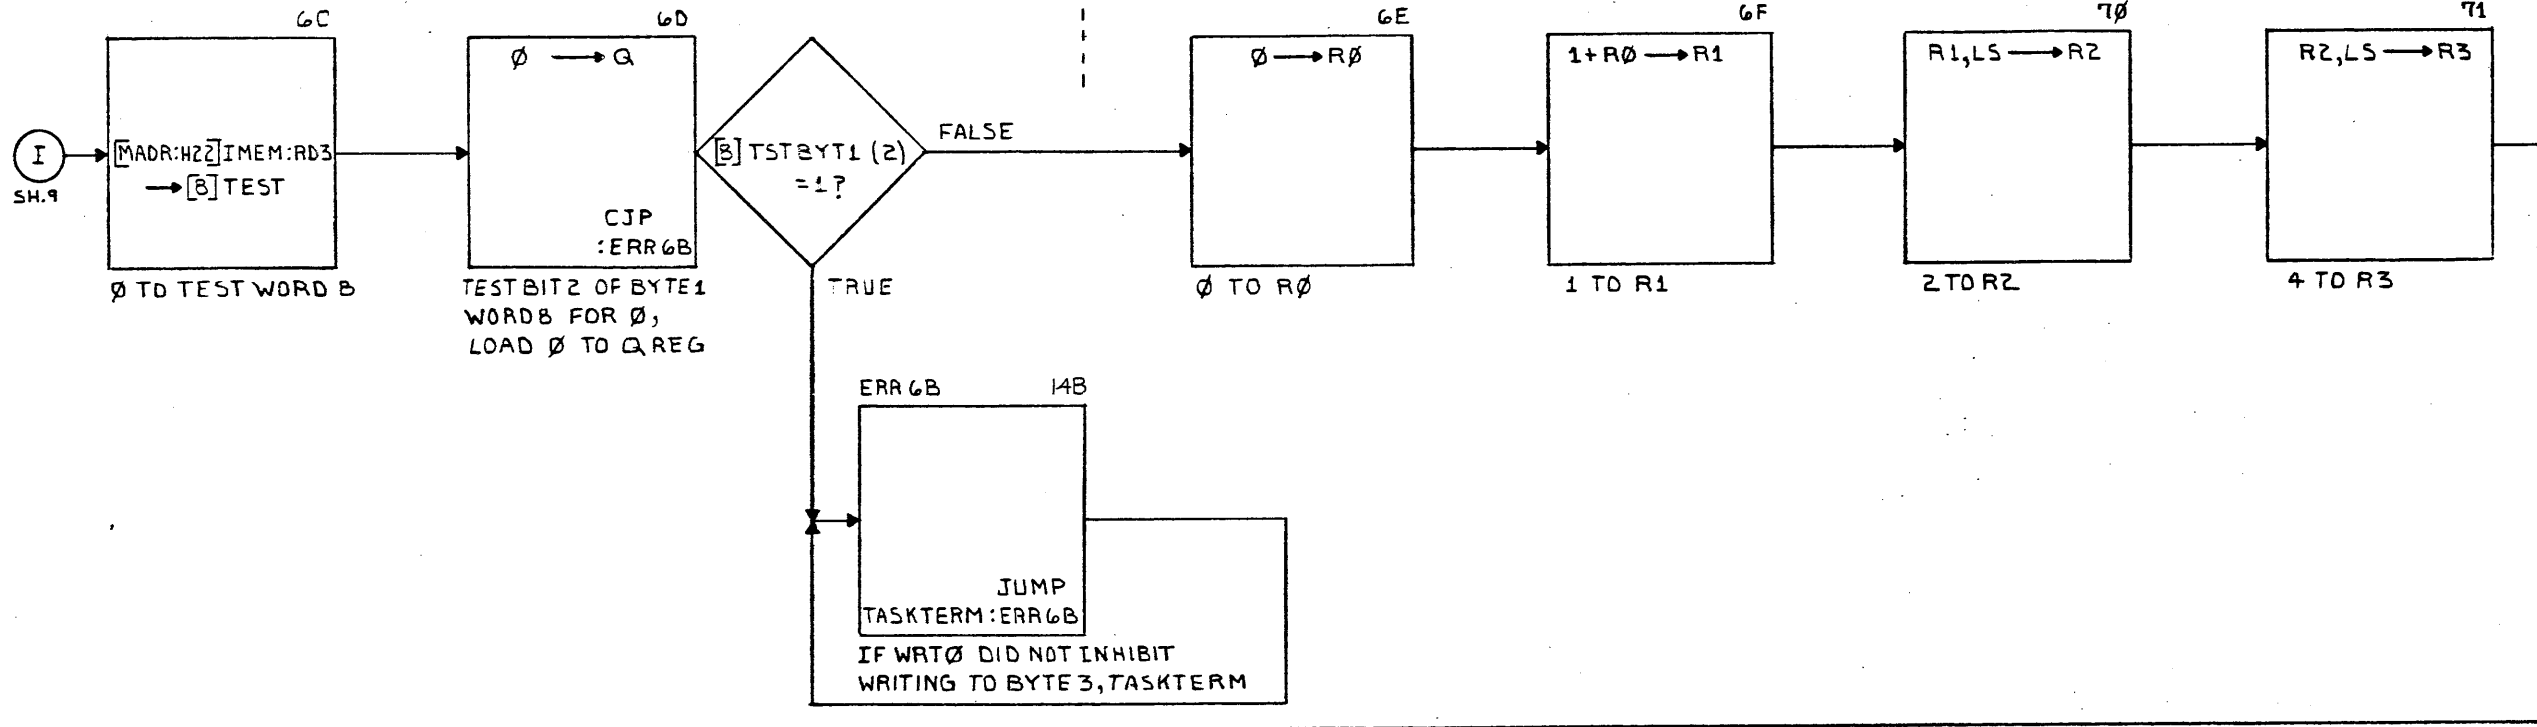 6C
I
SH.9
[MADR:H22]IMEM:RD3
→[B]TEST
Ø TO TEST WORD B
6D
Ø → Q
CJP
:ERR6B
TEST BIT 2 OF BYTE 1
WORD B FOR Ø,
LOAD Ø TO Q REG
[B]TSTBYT1(2)
=1?
FALSE
TRUE
ERR6B 14B
JUMP
TASKTERM:ERR6B
IF WRTØ DID NOT INHIBIT
WRITING TO BYTE 3, TASKTERM
6E
Ø → RØ
Ø TO RØ
6F
1+RØ → R1
1 TO R1
7Ø
R1,LS → R2
2 TO R2
71
R2,LS → R3
4 TO R3